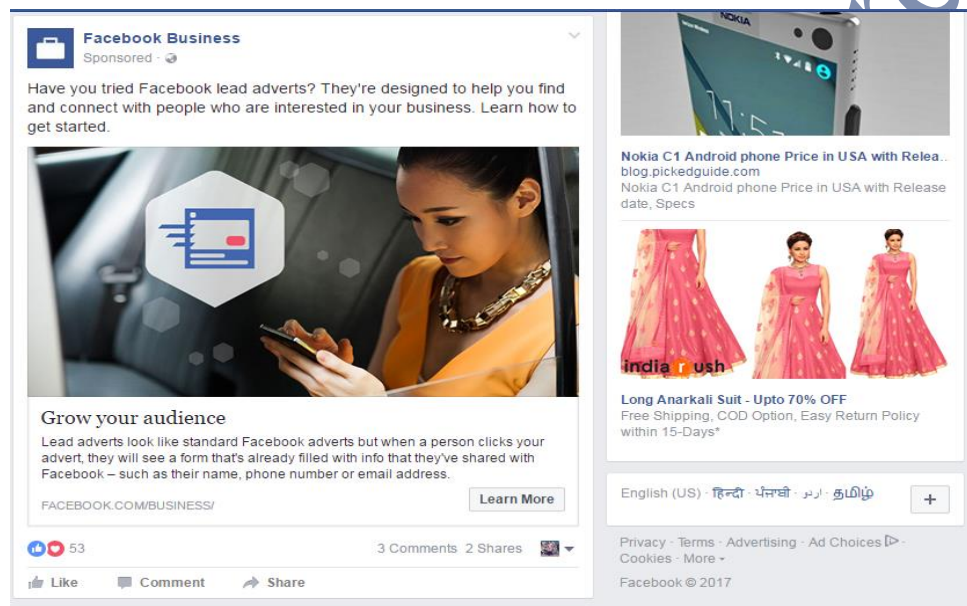 Facebook Business
Sponsored ·
Have you tried Facebook lead adverts? They're designed to help you find
and connect with people who are interested in your business. Learn how to
get started.
Grow your audience
Lead adverts look like standard Facebook adverts but when a person clicks your
advert, they will see a form that's already filled with info that they've shared with
Facebook – such as their name, phone number or email address.
FACEBOOK.COM/BUSINESS/
Learn More
53
3 Comments 2 Shares
Like Comment Share
NOKIA
11:53
Nokia C1 Android phone Price in USA with Relea..
blog.pickedguide.com
Nokia C1 Android phone Price in USA with Release
date, Specs
india r ush
Long Anarkali Suit - Upto 70% OFF
Free Shipping, COD Option, Easy Return Policy
within 15-Days*
English (US) · हिन्दी · ਪੰਜਾਬੀ · اردو · தமிழ்
+
Privacy · Terms · Advertising · Ad Choices ·
Cookies · More
Facebook © 2017